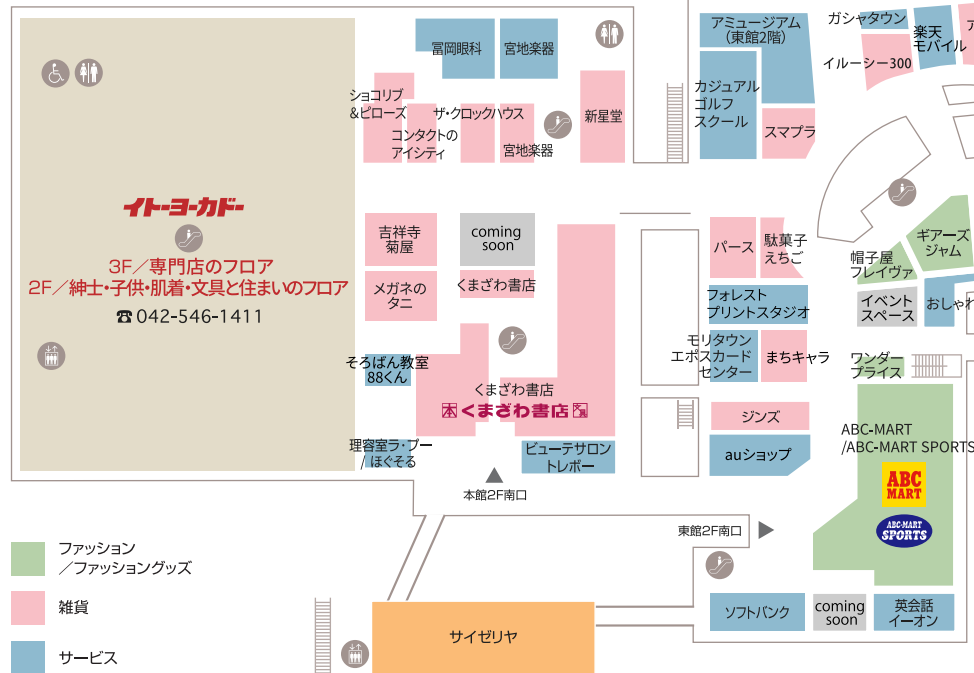 イトーヨーカドー
3F／専門店のフロア
2F／紳士・子供・肌着・文具と住まいのフロア
☎042-546-1411
冨岡眼科
宮地楽器
ショコリブ
&ピローズ
コンタクトの
アイシティ
ザ・クロックハウス
宮地楽器
新星堂
吉祥寺
菊屋
coming
soon
メガネの
タニ
くまざわ書店
そろばん教室
88くん
くまざわ書店
本くまざわ書店
理容室ラ・プー
/ ほぐそる
ビューテサロン
トレボー
本館2F南口
アミュージアム
（東館2階）
カジュアル
ゴルフ
スクール
スマプラ
ガシャタウン
イルーシー300
楽天
モバイル
パース
駄菓子
えちご
フォレスト
プリントスタジオ
モリタウン
エポスカード
センター
まちキャラ
ジンズ
auショップ
ギアーズ
ジャム
帽子屋
フレイヴァ
イベント
スペース
おしゃれ
ワンダー
プライス
ABC-MART
/ABC-MART SPORTS
ABC
MART
ABC-MART
SPORTS
東館2F南口
ソフトバンク
coming
soon
英会話
イーオン
サイゼリヤ
ファッション
／ファッショングッズ
雑貨
サービス